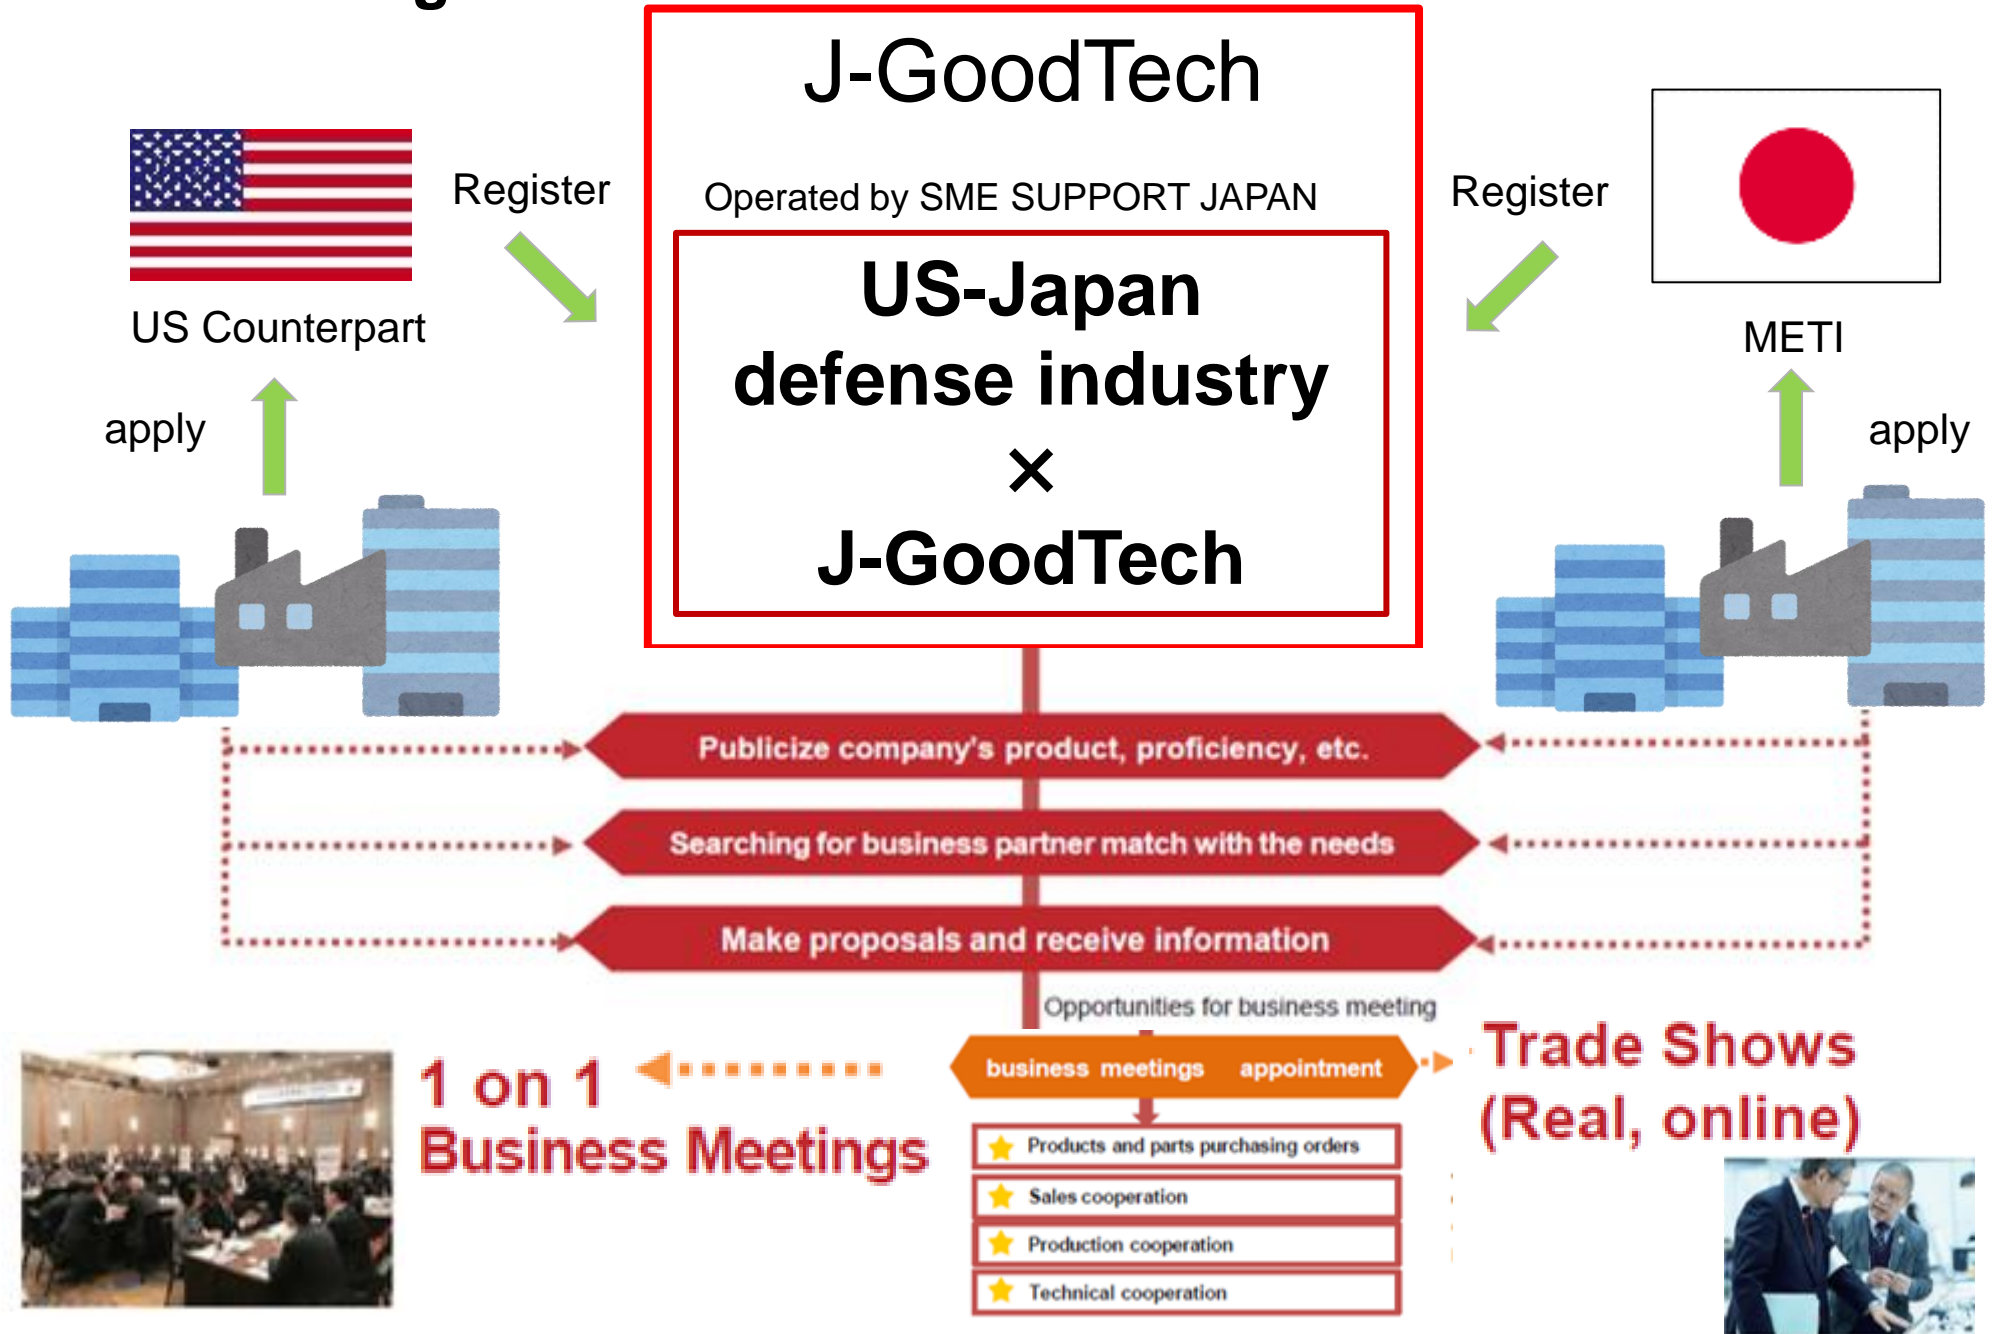 J-GoodTech
Register
Operated by SME SUPPORT JAPAN
Register
US Counterpart
METI
US-Japan
defense industry
×
J-GoodTech
apply
apply
Publicize company's product, proficiency, etc.
Searching for business partner match with the needs
Make proposals and receive information
Opportunities for business meeting
business meetings appointment
1 on 1
Business Meetings
Trade Shows
(Real, online)
Products and parts purchasing orders
Sales cooperation
Production cooperation
Technical cooperation